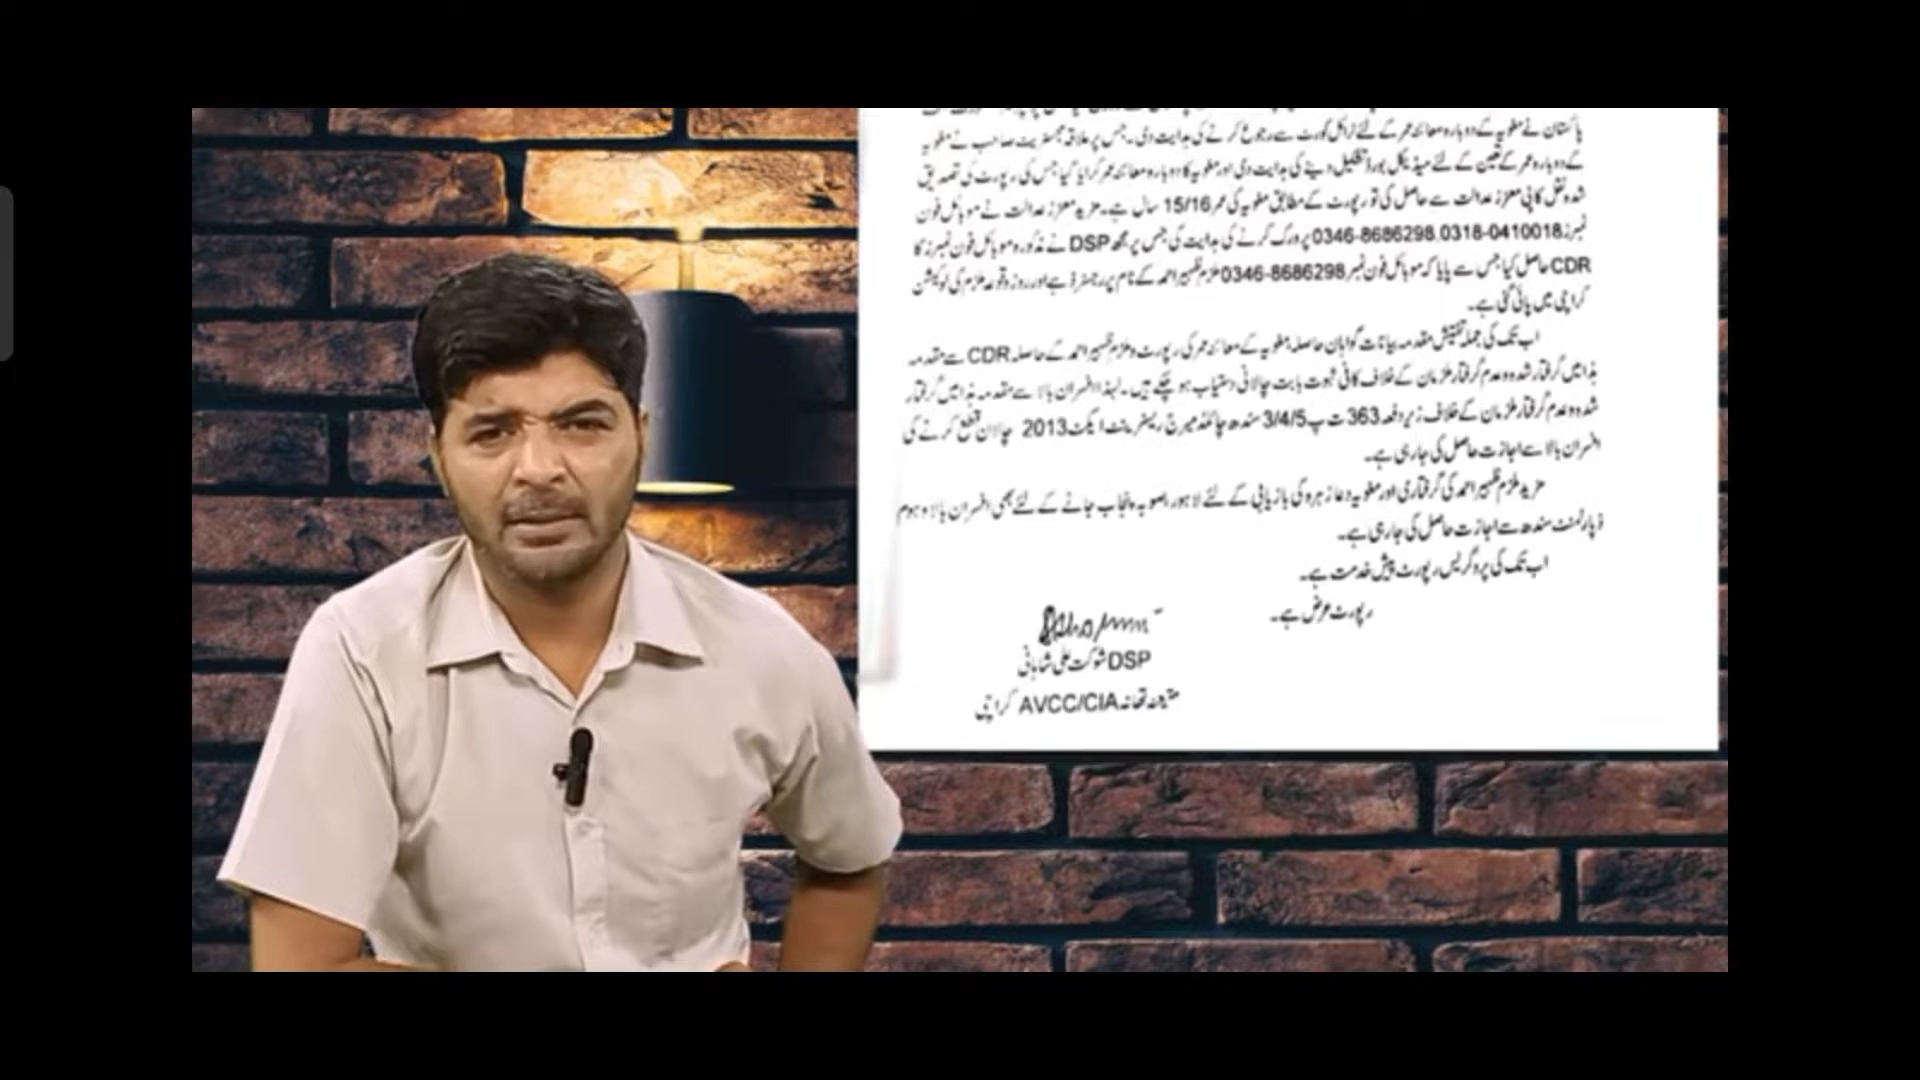 پاکستان نے مغویہ کے دوبارہ معائنہ عمر کے لئے ٹرائل کورٹ سے رجوع کرنے کی ہدایت دی۔ جس پر علاقہ مجسٹریٹ صاحب نے مغویہ
کے دوبارہ عمر کے تعین کے لئے میڈیکل بورڈ تشکیل دینے کی ہدایت دی اور مغویہ کا دوبارہ معائنہ عمر کرایا گیا جس کی رپورٹ کی تصدیق
شدہ نقل کاپی معزز عدالت سے حاصل کی تو رپورٹ کے مطابق مغویہ کی عمر 15/16 سال ہے۔ مزید معزز عدالت نے موبائل فون
نمبرز 0318-0410018, 0346-8686298 پر ورک کرنے کی ہدایت کی جس پر مجھ DSP نے مذکورہ موبائل فون نمبرز کا
CDR حاصل کیا جس سے پایا کہ موبائل فون نمبر 0346-8686298 ملزم ظہیر احمد کے نام پر رجسٹرڈ ہے اور روز وقوعہ ملزم کی لوکیشن
کراچی میں پائی گئی ہے۔
اب تک کی جملہ تفتیش مقدمہ بیانات گواہان حاصلہ مغویہ کے معائنہ عمر کی رپورٹ و ملزم ظہیر احمد کے حاصلہ CDR سے مقدمہ
ہذا میں گرفتار شدہ و عدم گرفتار ملزمان کے خلاف کافی ثبوت بابت چالانی دستیاب ہو چکے ہیں۔ لہذا افسران بالا سے مقدمہ ہذا میں گرفتار
شدہ و عدم گرفتار ملزمان کے خلاف زیر دفعہ 363 ت پ 3/4/5 سندھ چائلڈ میرج ریسٹرینٹ ایکٹ 2013 چالان قطع کرنے کی
افسران بالا سے اجازت حاصل کی جارہی ہے۔
مزید ملزم ظہیر احمد کی گرفتاری اور مغویہ دعا زہرہ کی بازیابی کے لئے لاہور صوبہ پنجاب جانے کے لئے بھی افسران بالا و ہوم
ڈپارٹمنٹ سندھ سے اجازت حاصل کی جارہی ہے۔
اب تک کی پروگریس رپورٹ پیش خدمت ہے۔
رپورٹ عرض ہے۔
DSP شوکت علی شاہانی
متعینہ تھانہ AVCC/CIA کراچی